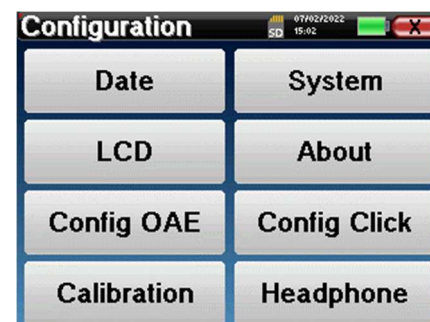 Configuration SD 07/02/2022 15:02 X
Date System
LCD About
Config OAE Config Click
Calibration Headphone